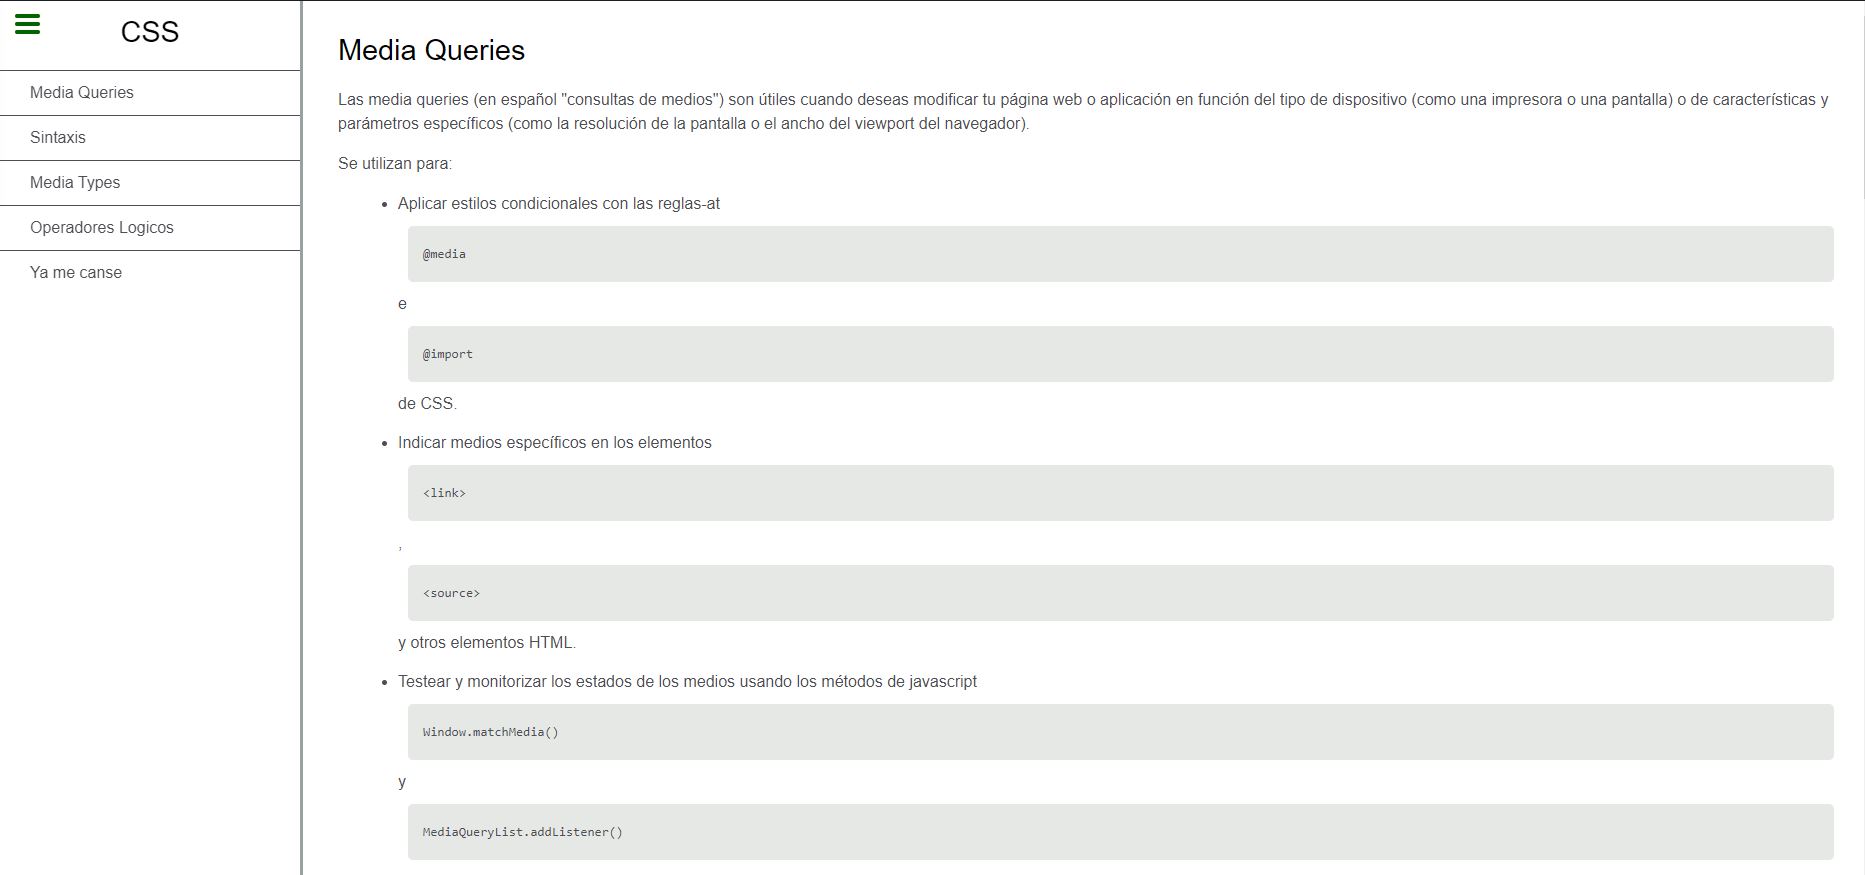 CSS
Media Queries
Sintaxis
Media Types
Operadores Logicos
Ya me canse
Media Queries
Las media queries (en español "consultas de medios") son útiles cuando deseas modificar tu página web o aplicación en función del tipo de dispositivo (como una impresora o una pantalla) o de características y
parámetros específicos (como la resolución de la pantalla o el ancho del viewport del navegador).
Se utilizan para:
• Aplicar estilos condicionales con las reglas-at
@media
e
@import
de CSS.
• Indicar medios específicos en los elementos
<link>
,
<source>
y otros elementos HTML.
• Testear y monitorizar los estados de los medios usando los métodos de javascript
Window.matchMedia()
y
MediaQueryList.addListener()